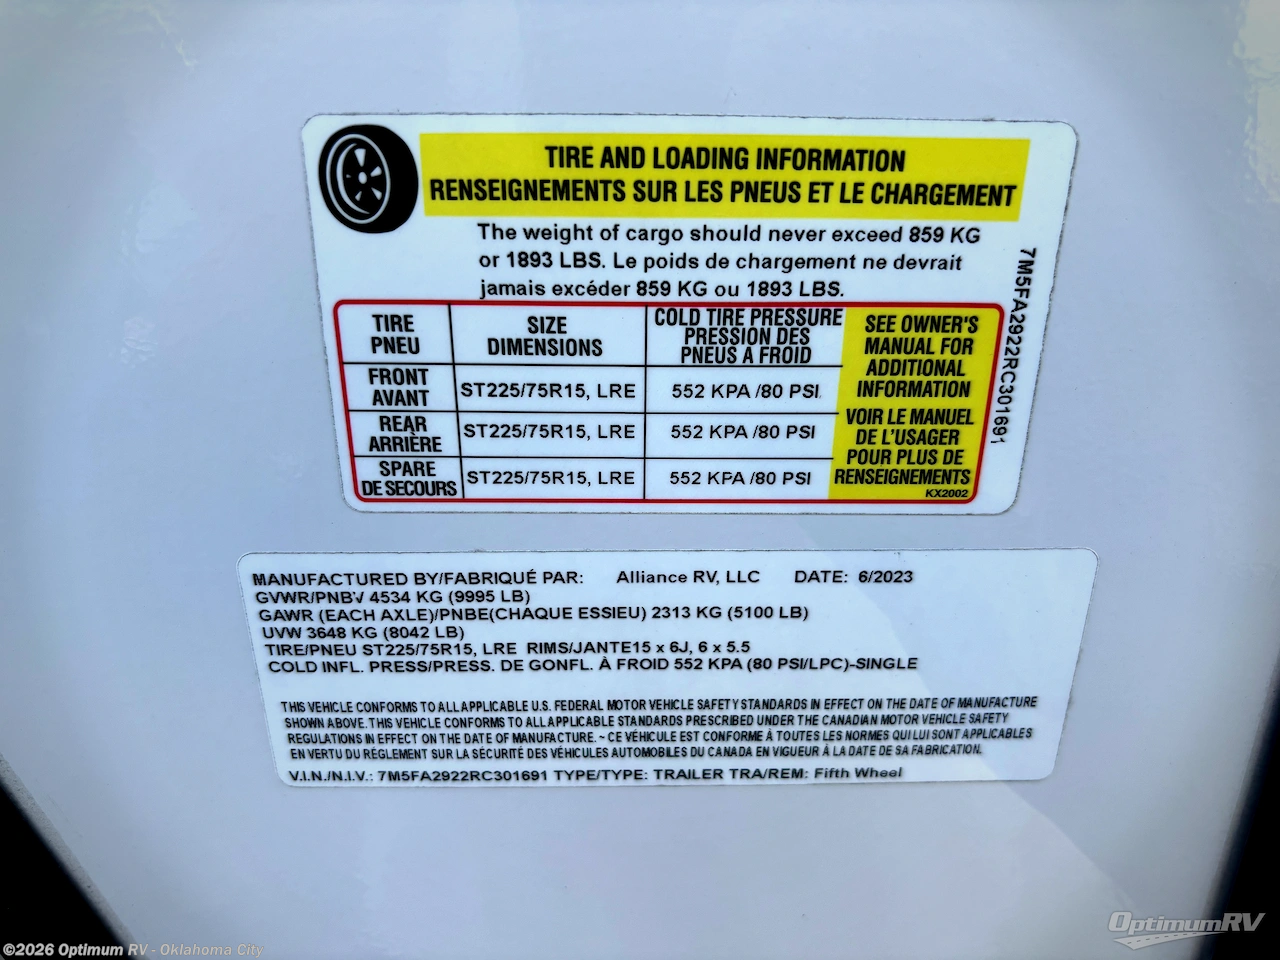 TIRE AND LOADING INFORMATION
RENSEIGNEMENTS SUR LES PNEUS ET LE CHARGEMENT
The weight of cargo should never exceed 859 KG
or 1893 LBS. Le poids de chargement ne devrait
jamais excéder 859 KG ou 1893 LBS.
TIRE PNEU
SIZE DIMENSIONS
COLD TIRE PRESSURE PRESSION DES PNEUS A FROID
FRONT AVANT
ST225/75R15, LRE
552 KPA /80 PSI
REAR ARRIÈRE
ST225/75R15, LRE
552 KPA /80 PSI
SPARE DE SECOURS
ST225/75R15, LRE
552 KPA /80 PSI
SEE OWNER'S
MANUAL FOR
ADDITIONAL
INFORMATION
VOIR LE MANUEL
DE L'USAGER
POUR PLUS DE
RENSEIGNEMENTS
KX2002
7M5FA2922RC301691
MANUFACTURED BY/FABRIQUÉ PAR: Alliance RV, LLC DATE: 6/2023
GVWR/PNBV 4534 KG (9995 LB)
GAWR (EACH AXLE)/PNBE(CHAQUE ESSIEU) 2313 KG (5100 LB)
UVW 3648 KG (8042 LB)
TIRE/PNEU ST225/75R15, LRE RIMS/JANTE15 x 6J, 6 x 5.5
COLD INFL. PRESS/PRESS. DE GONFL. À FROID 552 KPA (80 PSI/LPC)-SINGLE
THIS VEHICLE CONFORMS TO ALL APPLICABLE U.S. FEDERAL MOTOR VEHICLE SAFETY STANDARDS IN EFFECT ON THE DATE OF MANUFACTURE
SHOWN ABOVE. THIS VEHICLE CONFORMS TO ALL APPLICABLE STANDARDS PRESCRIBED UNDER THE CANADIAN MOTOR VEHICLE SAFETY
REGULATIONS IN EFFECT ON THE DATE OF MANUFACTURE. ~ CE VÉHICULE EST CONFORME À TOUTES LES NORMES QUI LUI SONT APPLICABLES
EN VERTU DU RÉGLEMENT SUR LA SÉCURITÉ DES VÉHICULES AUTOMOBILES DU CANADA EN VIGUEUR À LA DATE DE SA FABRICATION.
V.I.N./N.I.V.: 7M5FA2922RC301691 TYPE/TYPE: TRAILER TRA/REM: Fifth Wheel
OptimumRV
©2026 Optimum RV - Oklahoma City